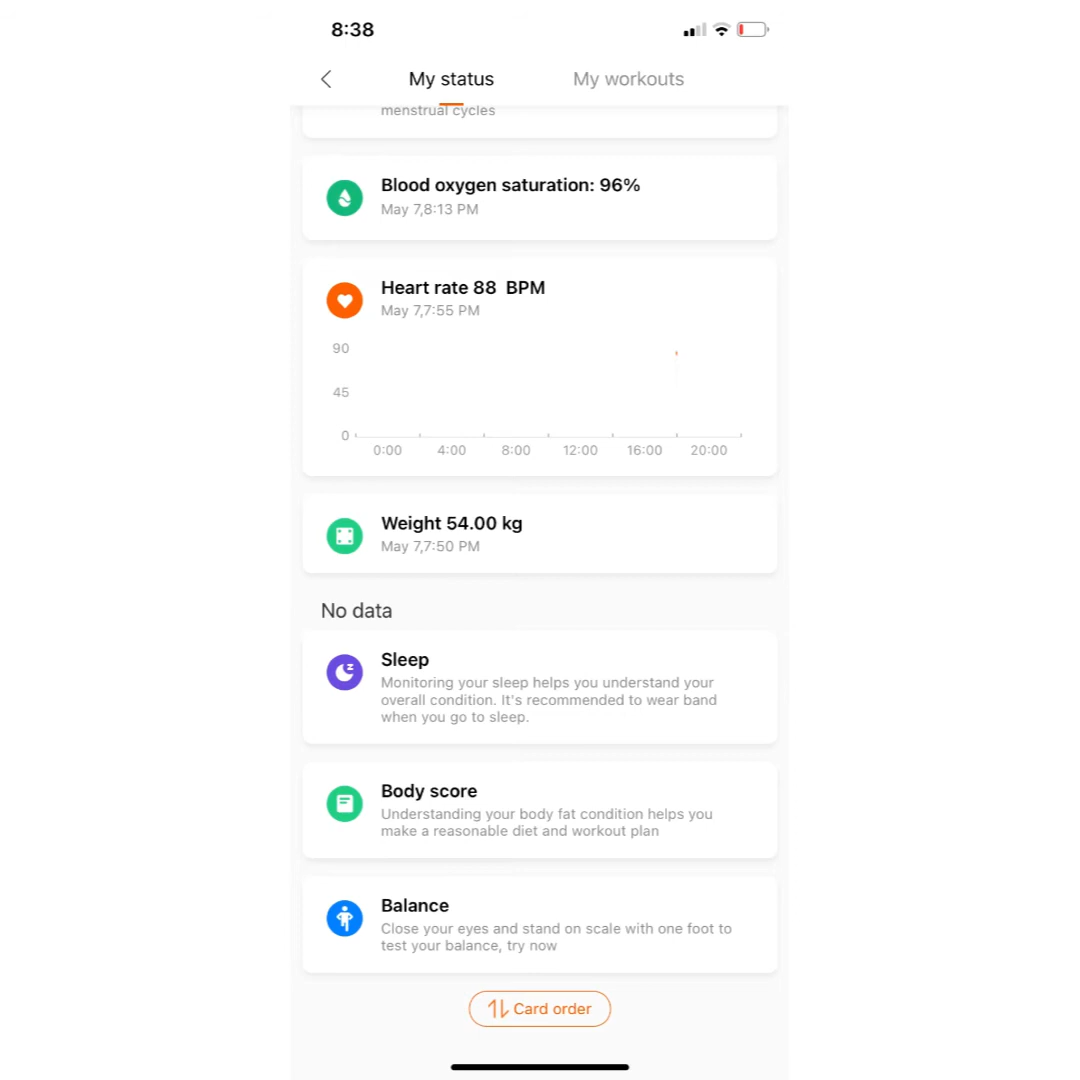 8:38
My status
My workouts
menstrual cycles
Blood oxygen saturation: 96%
May 7,8:13 PM
Heart rate 88 BPM
May 7,7:55 PM
90
45
0
0:00 4:00 8:00 12:00 16:00 20:00
Weight 54.00 kg
May 7,7:50 PM
No data
Sleep
Monitoring your sleep helps you understand your
overall condition. It's recommended to wear band
when you go to sleep.
Body score
Understanding your body fat condition helps you
make a reasonable diet and workout plan
Balance
Close your eyes and stand on scale with one foot to
test your balance, try now
Card order